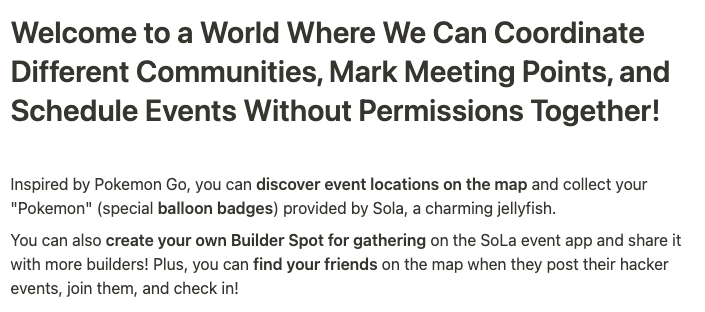 Welcome to a World Where We Can Coordinate
Different Communities, Mark Meeting Points, and
Schedule Events Without Permissions Together!
Inspired by Pokemon Go, you can discover event locations on the map and collect your
"Pokemon" (special balloon badges) provided by Sola, a charming jellyfish.
You can also create your own Builder Spot for gathering on the SoLa event app and share it
with more builders! Plus, you can find your friends on the map when they post their hacker
events, join them, and check in!